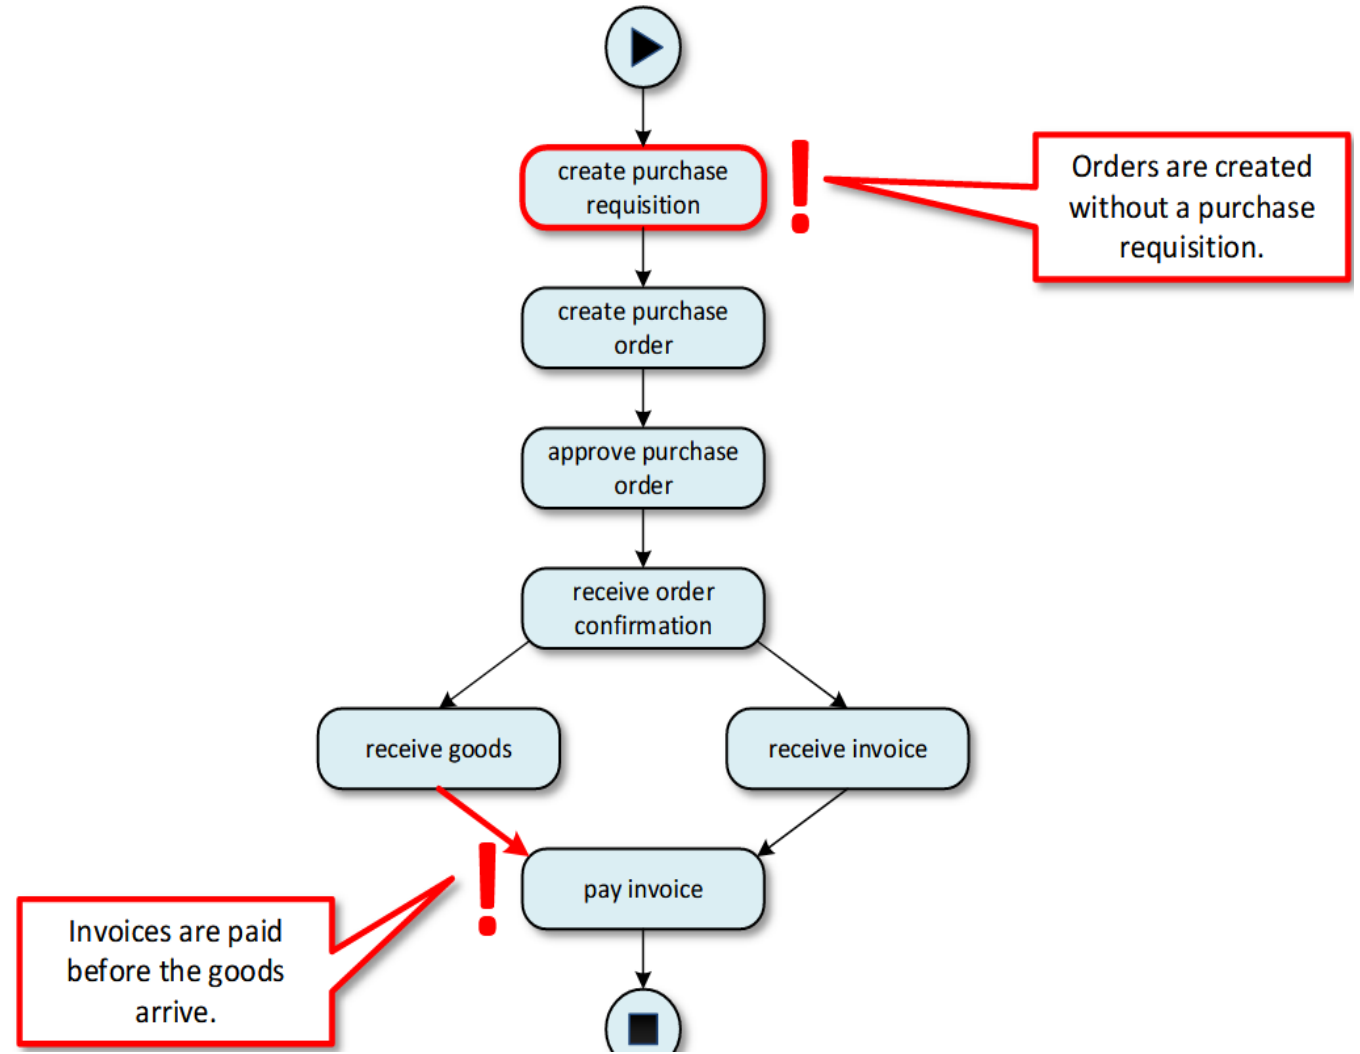 create purchase
requisition
!
Orders are created
without a purchase
requisition.
create purchase
order
approve purchase
order
receive order
confirmation
receive goods
receive invoice
!
pay invoice
Invoices are paid
before the goods
arrive.